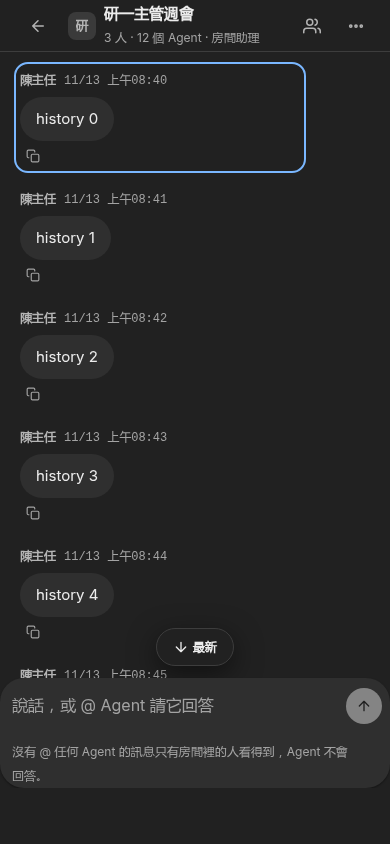 研
研一主管週會
3 人 · 12 個 Agent · 房間助理
陳主任 11/13 上午08:40
history 0
陳主任 11/13 上午08:41
history 1
陳主任 11/13 上午08:42
history 2
陳主任 11/13 上午08:43
history 3
陳主任 11/13 上午08:44
history 4
最新
陳主任 11/13 上午08:45
說話，或 @ Agent 請它回答
沒有 @ 任何 Agent 的訊息只有房間裡的人看得到，Agent 不會
回答。